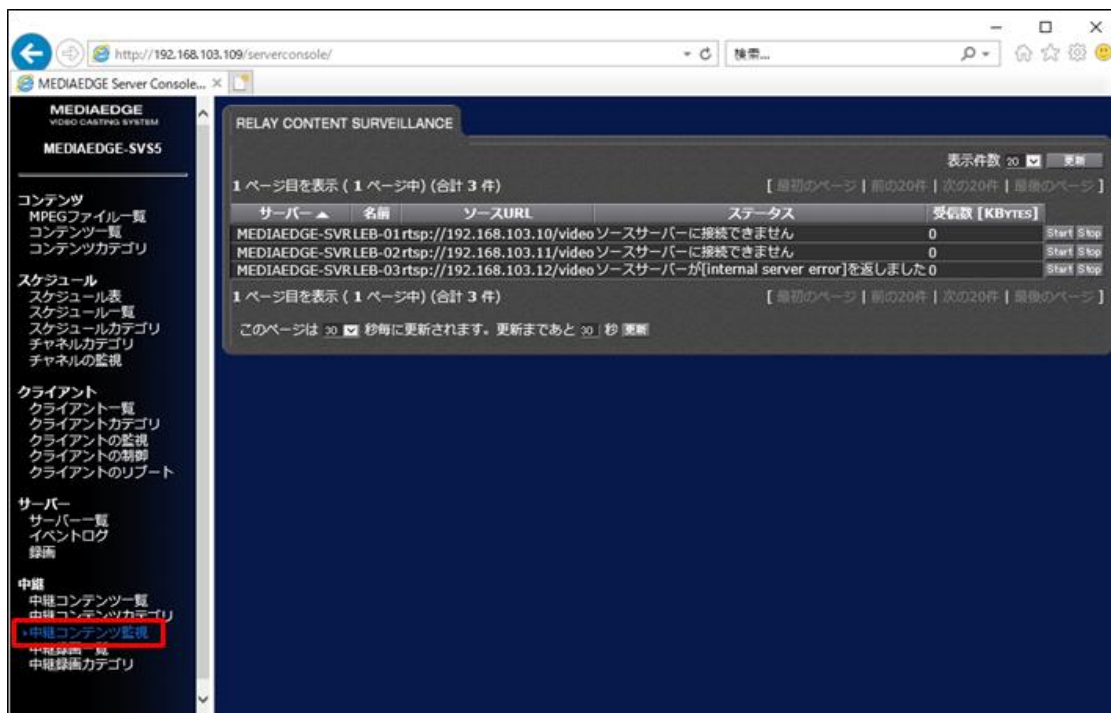 http://192.168.103.109/serverconsole/
検索...
MEDIAEDGE Server Console...
MEDIAEDGE
VIDEO CASTING SYSTEM
MEDIAEDGE-SVS5
コンテンツ
MPEGファイル一覧
コンテンツ一覧
コンテンツカテゴリ
スケジュール
スケジュール表
スケジュール一覧
スケジュールカテゴリ
チャネルカテゴリ
チャネルの監視
クライアント
クライアント一覧
クライアントカテゴリ
クライアントの監視
クライアントの制御
クライアントのリブート
サーバー
サーバー一覧
イベントログ
録画
中継
中継コンテンツ一覧
中継コンテンツカテゴリ
中継コンテンツ監視
中継録画一覧
中継録画カテゴリ
RELAY CONTENT SURVEILLANCE
表示件数 20 更新
1 ページ目を表示 ( 1 ページ中) (合計 3 件) [ 最初のページ | 前の20件 | 次の20件 | 最後のページ ]
サーバー▲ 名前 ソースURL ステータス 受信数 [KBYTES]
MEDIAEDGE-SVR LEB-01 rtsp://192.168.103.10/video ソースサーバーに接続できません 0 Start Stop
MEDIAEDGE-SVR LEB-02 rtsp://192.168.103.11/video ソースサーバーに接続できません 0 Start Stop
MEDIAEDGE-SVR LEB-03 rtsp://192.168.103.12/video ソースサーバーが[internal server error]を返しました 0 Start Stop
1 ページ目を表示 ( 1 ページ中) (合計 3 件) [ 最初のページ | 前の20件 | 次の20件 | 最後のページ ]
このページは 30 秒毎に更新されます。更新まであと 30 秒 更新